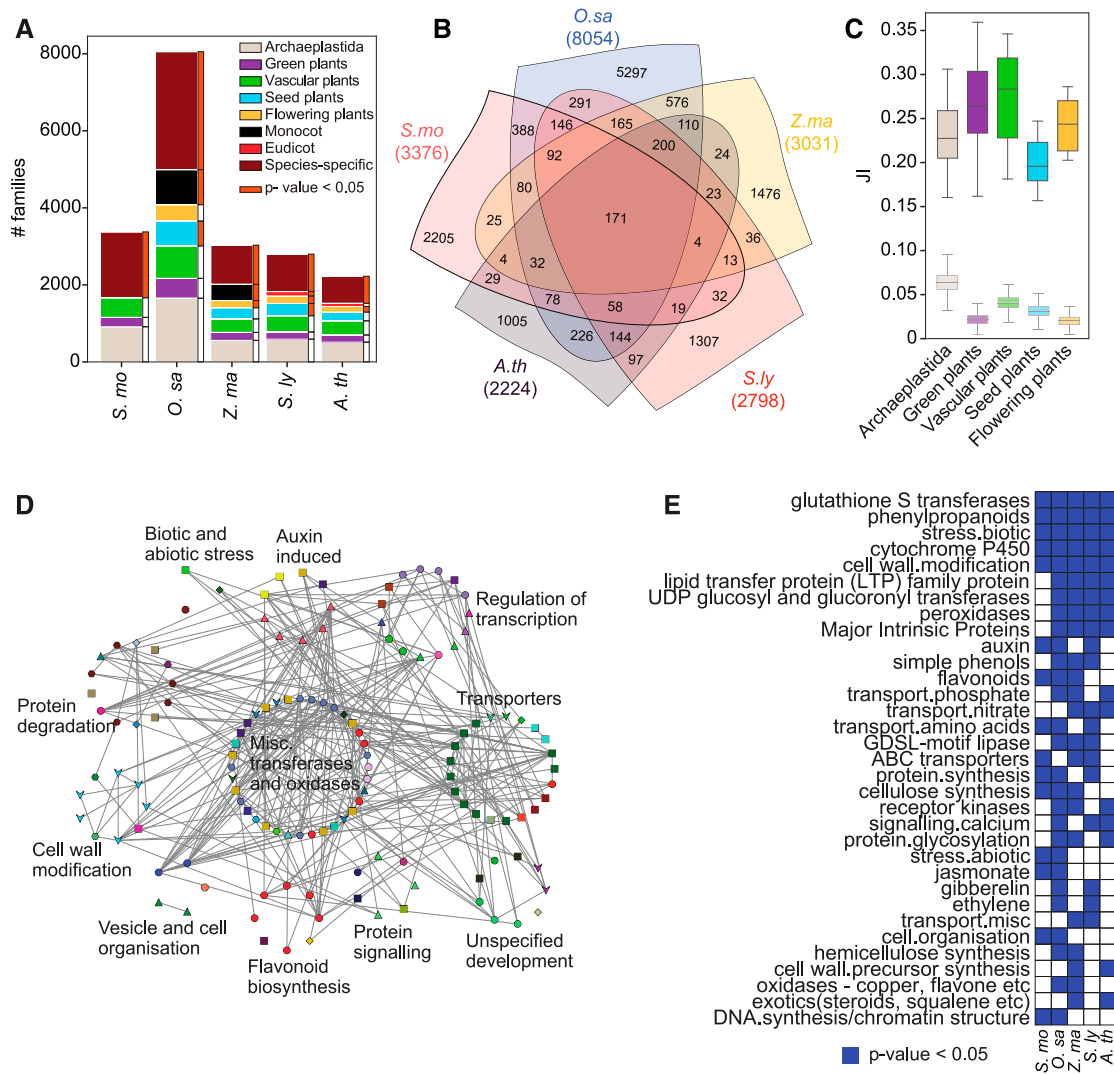 A
# families
8000
6000
4000
2000
0
Archaeplastida
Green plants
Vascular plants
Seed plants
Flowering plants
Monocot
Eudicot
Species-specific
p- value < 0.05
S. mo
O. sa
Z. ma
S. ly
A. th
B
O.sa
(8054)
S.mo
(3376)
Z.ma
(3031)
A.th
(2224)
S.ly
(2798)
5297
291
576
388
146
165
110
92
200
24
80
23
1476
25
171
2205
4
36
4
32
13
29
78
58
19
32
1005
226
144
1307
97
C
JI
0.35
0.30
0.25
0.20
0.15
0.10
0.05
0
Archaeplastida
Green plants
Vascular plants
Seed plants
Flowering plants
D
Biotic and
abiotic stress
Auxin
induced
Regulation of
transcription
Protein
degradation
Misc.
transferases
and oxidases
Transporters
Cell wall
modification
Vesicle and cell
organisation
Flavonoid
biosynthesis
Protein
signalling
Unspecified
development
E
glutathione S transferases
phenylpropanoids
stress.biotic
cytochrome P450
cell wall.modification
lipid transfer protein (LTP) family protein
UDP glucosyl and glucoronyl transferases
peroxidases
Major Intrinsic Proteins
auxin
simple phenols
flavonoids
transport.phosphate
transport.nitrate
transport.amino acids
GDSL-motif lipase
ABC transporters
protein.synthesis
cellulose synthesis
receptor kinases
signalling.calcium
protein.glycosylation
stress.abiotic
jasmonate
gibberelin
ethylene
transport.misc
cell.organisation
hemicellulose synthesis
cell wall.precursor synthesis
oxidases - copper, flavone etc
exotics(steroids, squalene etc)
DNA.synthesis/chromatin structure
p-value < 0.05
S. mo
O. sa
Z. ma
S. ly
A. th